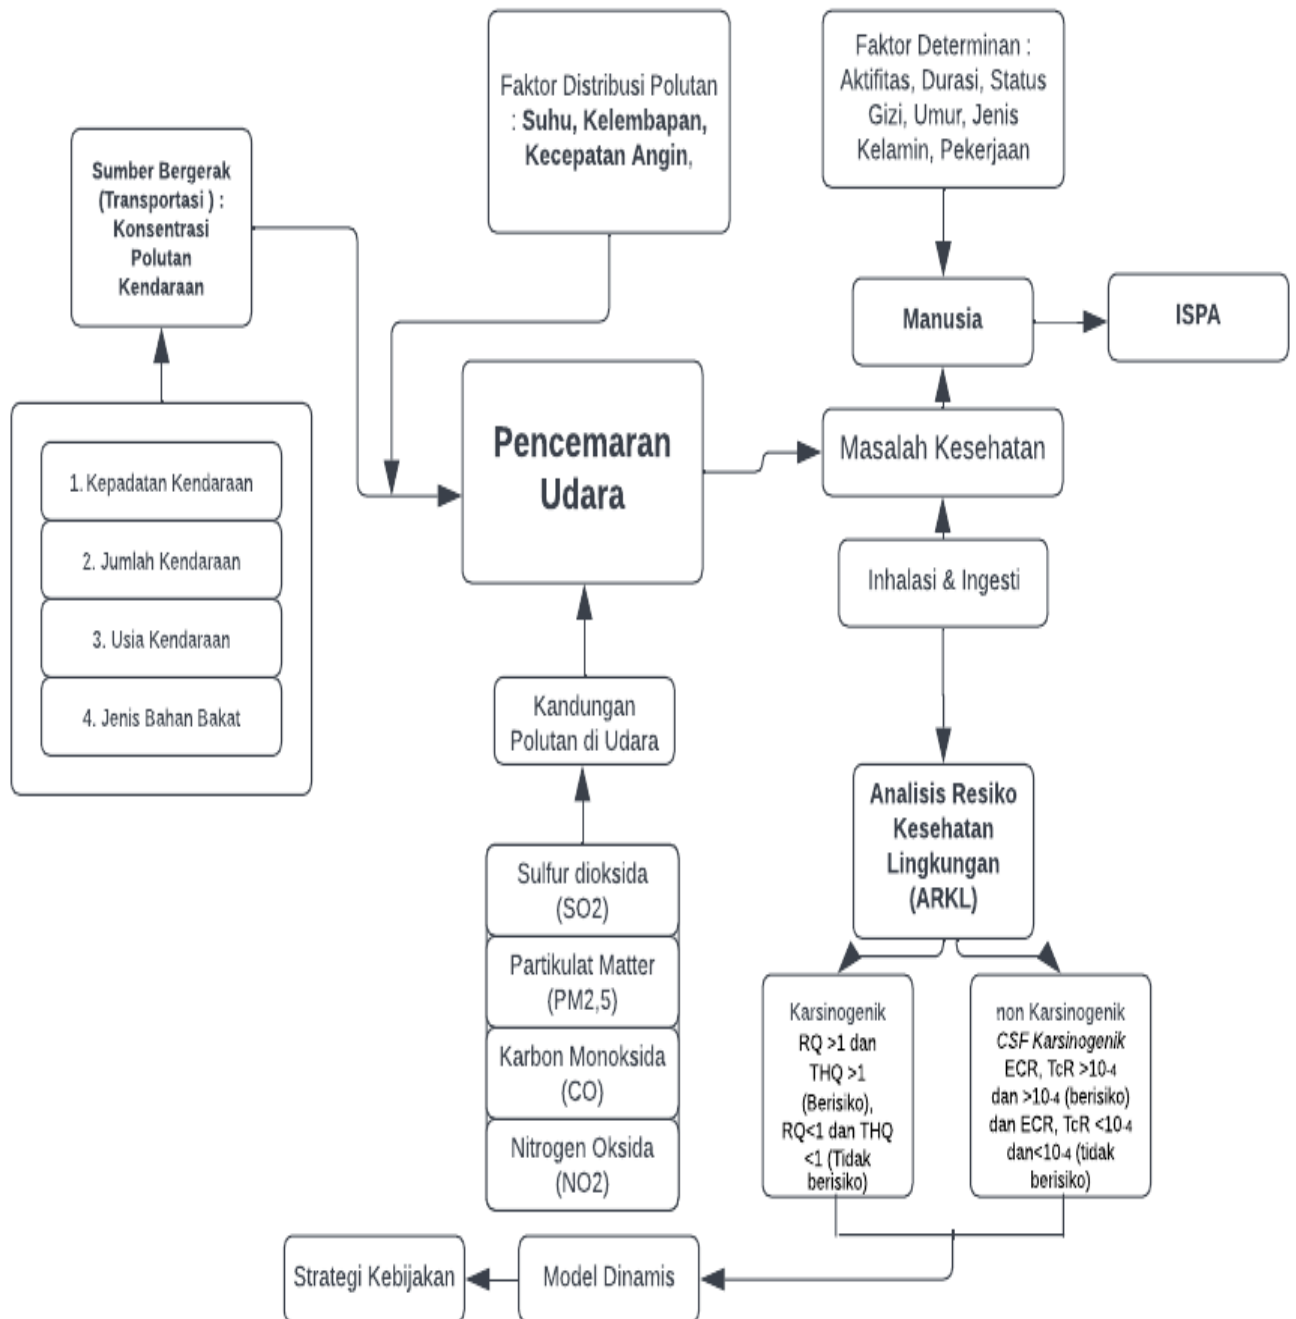 Faktor Distribusi Polutan
: Suhu, Kelembapan,
Kecepatan Angin,
Faktor Determinan :
Aktifitas, Durasi, Status
Gizi, Umur, Jenis
Kelamin, Pekerjaan
Sumber Bergerak
(Transportasi ) :
Konsentrasi
Polutan
Kendaraan
Manusia
ISPA
1. Kepadatan Kendaraan
2. Jumlah Kendaraan
3. Usia Kendaraan
4. Jenis Bahan Bakat
Pencemaran
Udara
Masalah Kesehatan
Inhalasi & Ingesti
Kandungan
Polutan di Udara
Sulfur dioksida
(SO2)
Partikulat Matter
(PM2,5)
Karbon Monoksida
(CO)
Nitrogen Oksida
(NO2)
Analisis Resiko
Kesehatan
Lingkungan
(ARKL)
Karsinogenik
RQ >1 dan
THQ >1
(Berisiko),
RQ<1 dan THQ
<1 (Tidak
berisiko)
non Karsinogenik
CSF Karsinogenik
ECR, TcR >10-4
dan >10-4 (berisiko)
dan ECR, TcR <10-4
dan<10-4 (tidak
berisiko)
Strategi Kebijakan
Model Dinamis